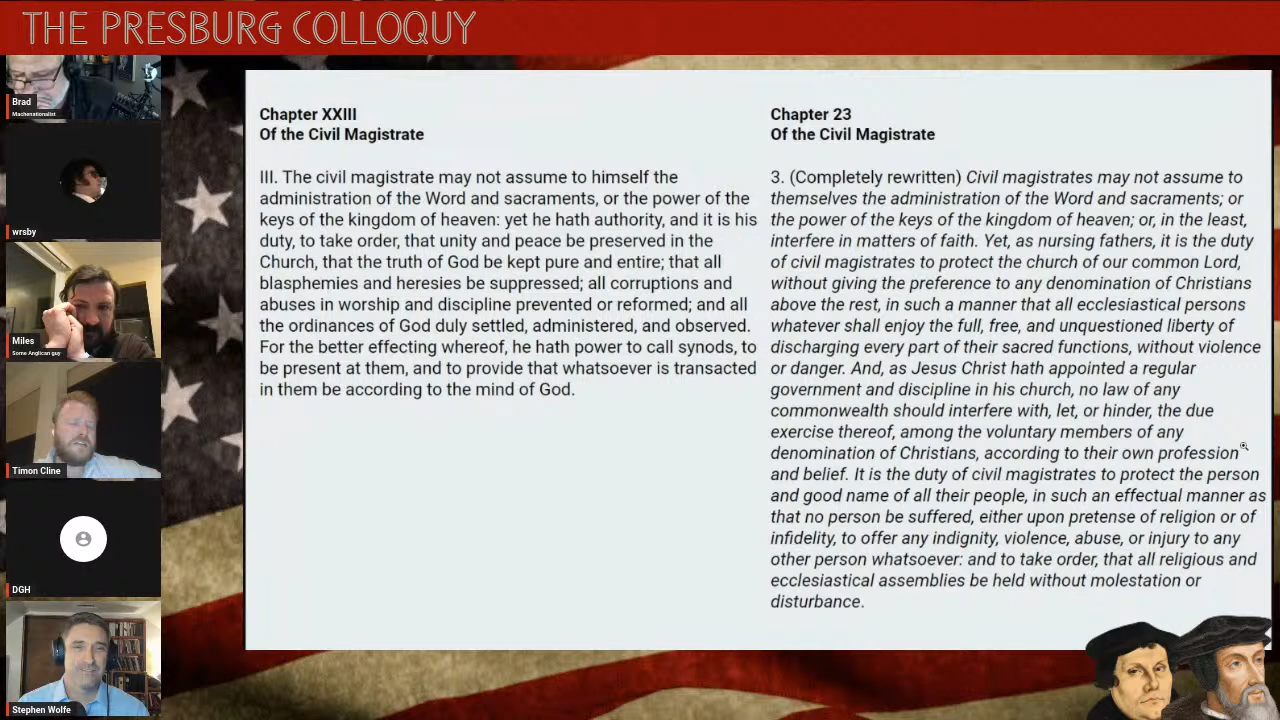 THE PRESBURG COLLOQUY
Brad
Machenationalist
wrsby
Miles
Some Anglican guy
Timon Cline
DGH
Stephen Wolfe
Chapter XXIII
Of the Civil Magistrate
III. The civil magistrate may not assume to himself the
administration of the Word and sacraments, or the power of the
keys of the kingdom of heaven: yet he hath authority, and it is his
duty, to take order, that unity and peace be preserved in the
Church, that the truth of God be kept pure and entire; that all
blasphemies and heresies be suppressed; all corruptions and
abuses in worship and discipline prevented or reformed; and all
the ordinances of God duly settled, administered, and observed.
For the better effecting whereof, he hath power to call synods, to
be present at them, and to provide that whatsoever is transacted
in them be according to the mind of God.
Chapter 23
Of the Civil Magistrate
3. (Completely rewritten) Civil magistrates may not assume to
themselves the administration of the Word and sacraments; or
the power of the keys of the kingdom of heaven; or, in the least,
interfere in matters of faith. Yet, as nursing fathers, it is the duty
of civil magistrates to protect the church of our common Lord,
without giving the preference to any denomination of Christians
above the rest, in such a manner that all ecclesiastical persons
whatever shall enjoy the full, free, and unquestioned liberty of
discharging every part of their sacred functions, without violence
or danger. And, as Jesus Christ hath appointed a regular
government and discipline in his church, no law of any
commonwealth should interfere with, let, or hinder, the due
exercise thereof, among the voluntary members of any
denomination of Christians, according to their own profession
and belief. It is the duty of civil magistrates to protect the person
and good name of all their people, in such an effectual manner as
that no person be suffered, either upon pretense of religion or of
infidelity, to offer any indignity, violence, abuse, or injury to any
other person whatsoever: and to take order, that all religious and
ecclesiastical assemblies be held without molestation or
disturbance.